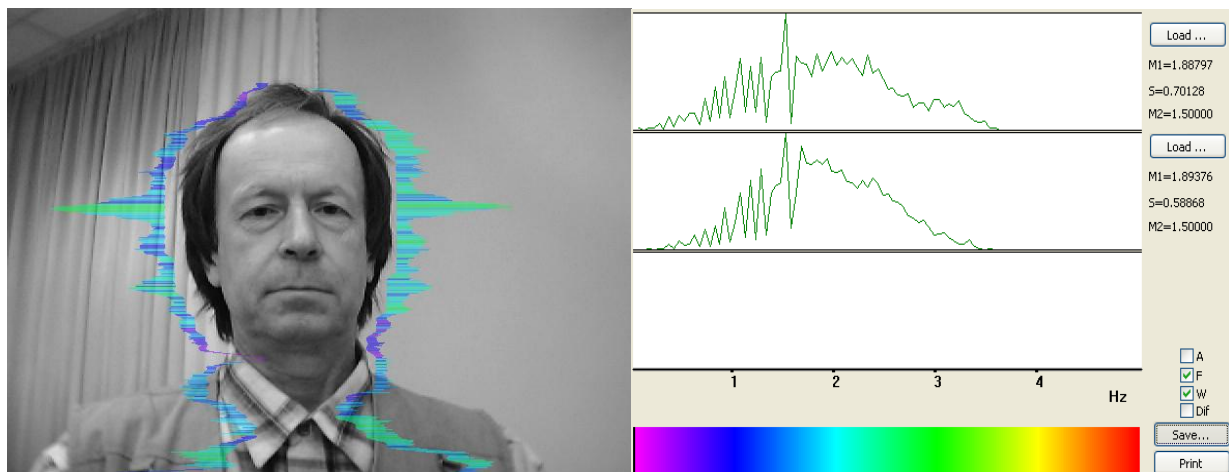 Load ...
M1=1.88797
S=0.70128
M2=1.50000
Load ...
M1=1.89376
S=0.58868
M2=1.50000
1 2 3 4
Hz
A
F
W
Dif
Save...
Print